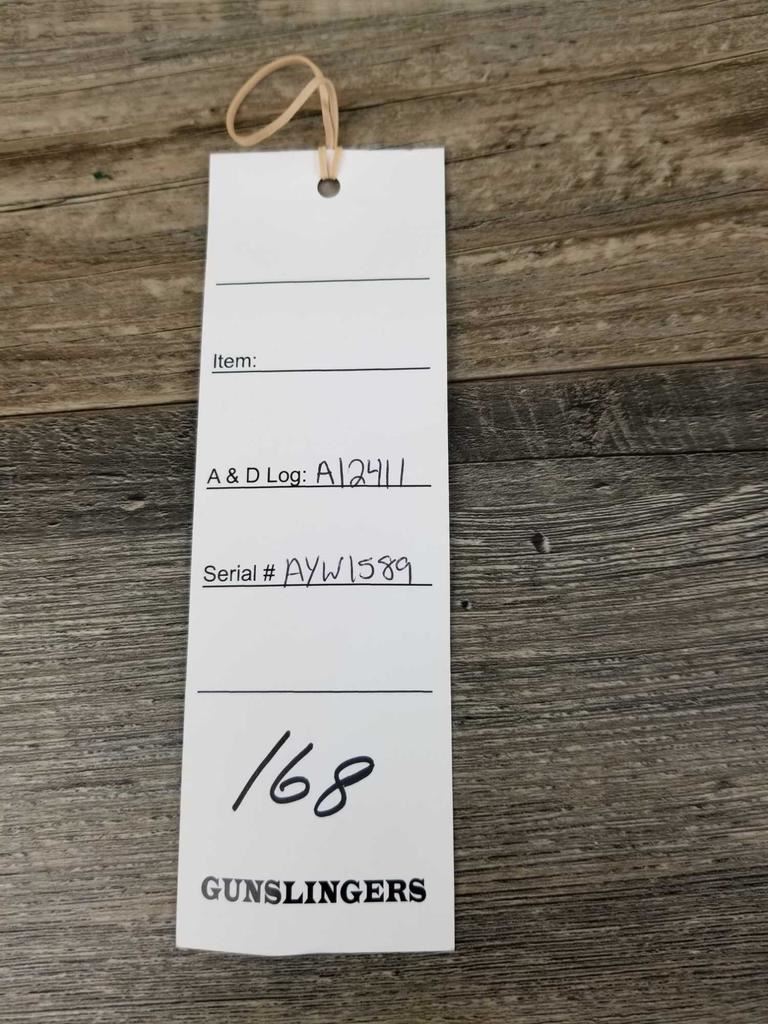 Item:
A & D Log: A12411
Serial # AYW1589
168
GUNSLINGERS